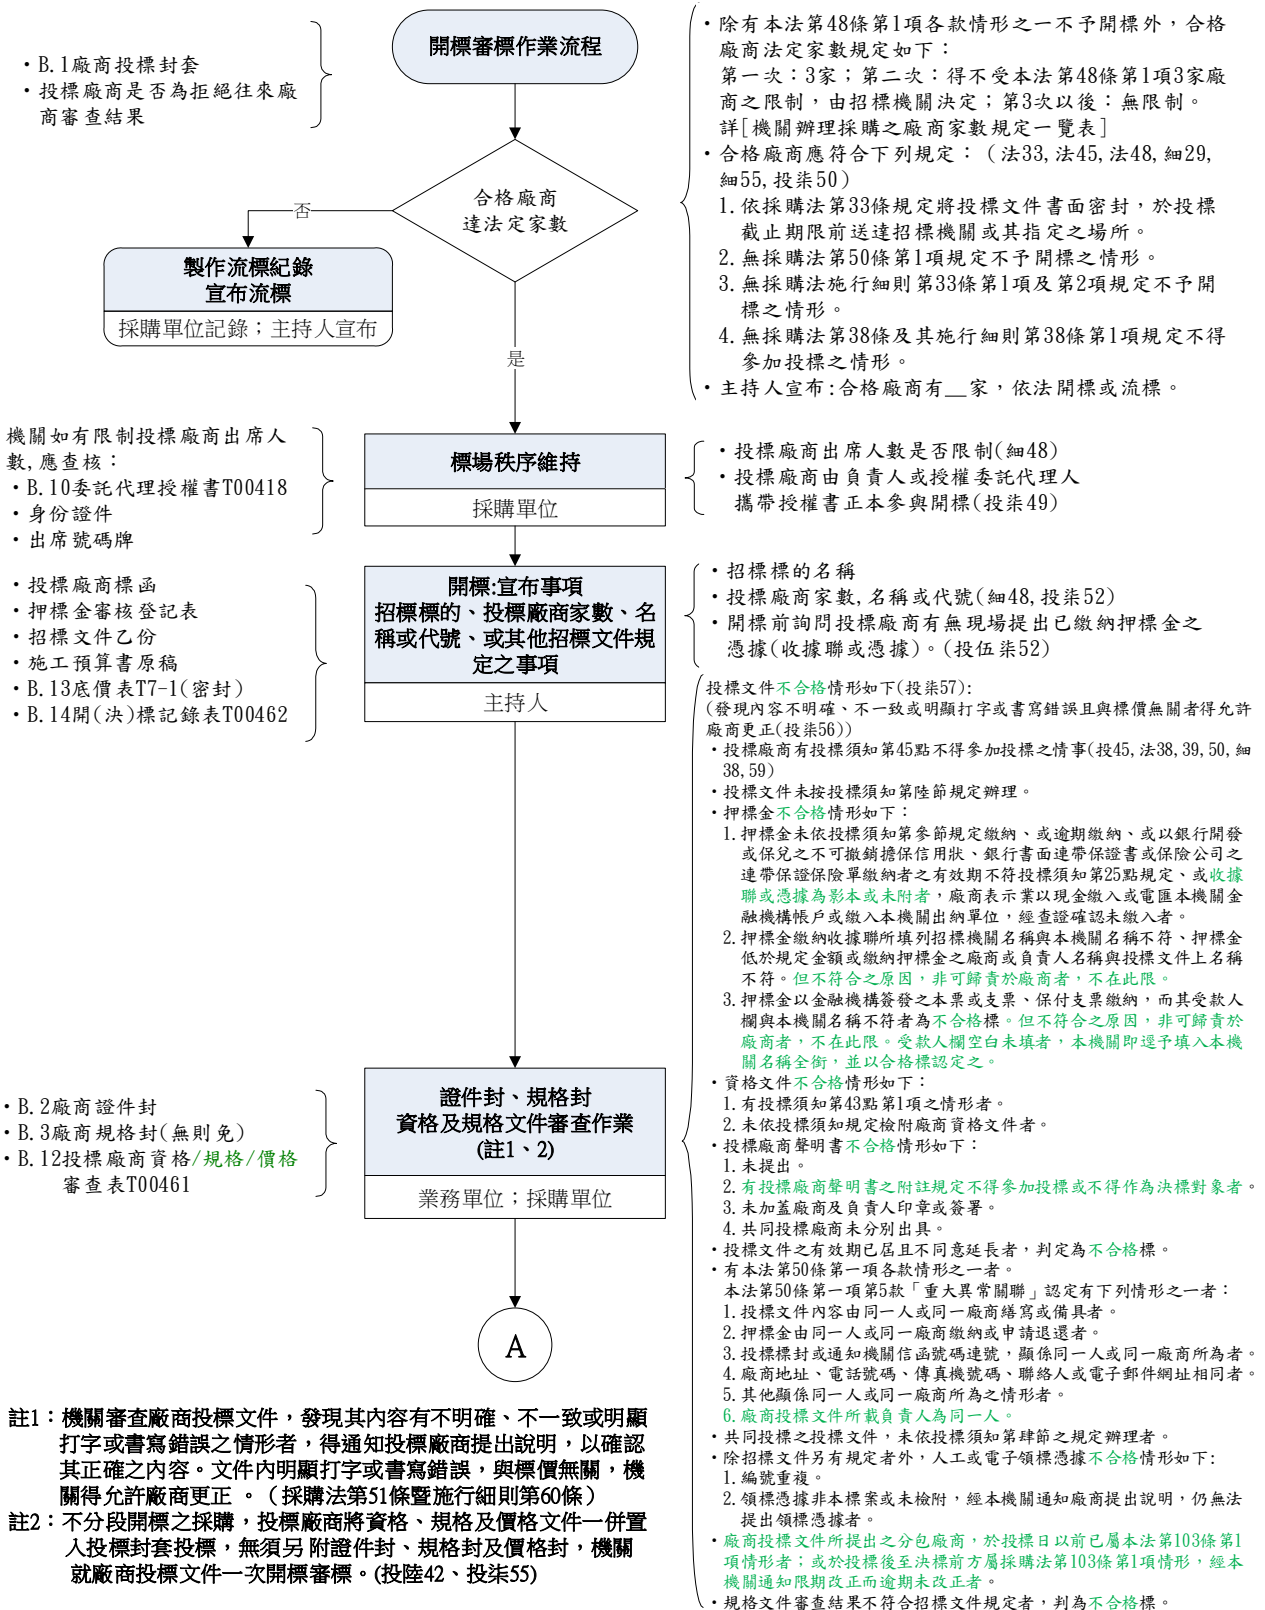 開標審標作業流程
・B.1廠商投標封套
・投標廠商是否為拒絕往來廠
商審查結果
・除有本法第48條第1項各款情形之一不予開標外，合格
廠商法定家數規定如下：
第一次：3家；第二次：得不受本法第48條第1項3家廠
商之限制，由招標機關決定；第3次以後：無限制。
詳[機關辦理採購之廠商家數規定一覽表]
・合格廠商應符合下列規定：（法33,法45,法48,細29,
細55,投柒50）
1.依採購法第33條規定將投標文件書面密封，於投標
截止期限前送達招標機關或其指定之場所。
2.無採購法第50條第1項規定不予開標之情形。
3.無採購法施行細則第33條第1項及第2項規定不予開
標之情形。
4.無採購法第38條及其施行細則第38條第1項規定不得
參加投標之情形。
・主持人宣布:合格廠商有__家，依法開標或流標。
合格廠商
達法定家數
否
製作流標紀錄
宣布流標
採購單位記錄；主持人宣布
是
機關如有限制投標廠商出席人
數,應查核：
・B.10委託代理授權書T00418
・身份證件
・出席號碼牌
標場秩序維持
採購單位
・投標廠商出席人數是否限制(細48)
・投標廠商由負責人或授權委託代理人
攜帶授權書正本參與開標(投柒49)
・投標廠商標函
・押標金審核登記表
・招標文件乙份
・施工預算書原稿
・B.13底價表T7-1(密封)
・B.14開(決)標記錄表T00462
開標:宣布事項
招標標的、投標廠商家數、名
稱或代號、或其他招標文件規
定之事項
主持人
・招標標的名稱
・投標廠商家數,名稱或代號(細48,投柒52)
・開標前詢問投標廠商有無現場提出已繳納押標金之
憑據(收據聯或憑據)。(投伍柒52)
投標文件不合格情形如下(投柒57):
(發現內容不明確、不一致或明顯打字或書寫錯誤且與標價無關者得允許
廠商更正(投柒56))
・投標廠商有投標須知第45點不得參加投標之情事(投45,法38,39,50,細
38,59)
・投標文件未按投標須知第陸節規定辦理。
・押標金不合格情形如下：
1.押標金未依投標須知第參節規定繳納、或逾期繳納、或以銀行開發
或保兌之不可撤銷擔保信用狀、銀行書面連帶保證書或保險公司之
連帶保證保險單繳納者之有效期不符投標須知第25點規定、或收據
聯或憑據為影本或未附者，廠商表示業以現金繳入或電匯本機關金
融機構帳戶或繳入本機關出納單位，經查證確認未繳入者。
2.押標金繳納收據聯所填列招標機關名稱與本機關名稱不符、押標金
低於規定金額或繳納押標金之廠商或負責人名稱與投標文件上名稱
不符。但不符合之原因，非可歸責於廠商者，不在此限。
3.押標金以金融機構簽發之本票或支票、保付支票繳納，而其受款人
欄與本機關名稱不符者為不合格標。但不符合之原因，非可歸責於
廠商者，不在此限。受款人欄空白未填者，本機關即逕予填入本機
關名稱全銜，並以合格標認定之。
・資格文件不合格情形如下：
1.有投標須知第43點第1項之情形者。
2.未依投標須知規定檢附廠商資格文件者。
・投標廠商聲明書不合格情形如下：
1.未提出。
2.有投標廠商聲明書之附註規定不得參加投標或不得作為決標對象者。
3.未加蓋廠商及負責人印章或簽署。
4.共同投標廠商未分別出具。
・投標文件之有效期已屆且不同意延長者，判定為不合格標。
・有本法第50條第一項各款情形之一者。
本法第50條第一項第5款「重大異常關聯」認定有下列情形之一者：
1.投標文件內容由同一人或同一廠商繕寫或備具者。
2.押標金由同一人或同一廠商繳納或申請退還者。
3.投標標封或通知機關信函號碼連號，顯係同一人或同一廠商所為者。
4.廠商地址、電話號碼、傳真機號碼、聯絡人或電子郵件網址相同者。
5.其他顯係同一人或同一廠商所為之情形者。
6.廠商投標文件所載負責人為同一人。
・共同投標之投標文件，未依投標須知第肆節之規定辦理者。
・除招標文件另有規定者外，人工或電子領標憑據不合格情形如下:
1.編號重複。
2.領標憑據非本標案或未檢附，經本機關通知廠商提出說明，仍無法
提出領標憑據者。
・廠商投標文件所提出之分包廠商，於投標日以前已屬本法第103條第1
項情形者；或於投標後至決標前方屬採購法第103條第1項情形，經本
機關通知限期改正而逾期未改正者。
・規格文件審查結果不符合招標文件規定者，判為不合格標。
・B.2廠商證件封
・B.3廠商規格封(無則免)
・B.12投標廠商資格/規格/價格
審查表T00461
證件封、規格封
資格及規格文件審查作業
(註1、2)
業務單位；採購單位
A
註1：機關審查廠商投標文件，發現其內容有不明確、不一致或明顯
打字或書寫錯誤之情形者，得通知投標廠商提出說明，以確認
其正確之內容。文件內明顯打字或書寫錯誤，與標價無關，機
關得允許廠商更正 。（採購法第51條暨施行細則第60條）
註2：不分段開標之採購，投標廠商將資格、規格及價格文件一併置
入投標封套投標，無須另附證件封、規格封及價格封，機關
就廠商投標文件一次開標審標。(投陸42、投柒55)